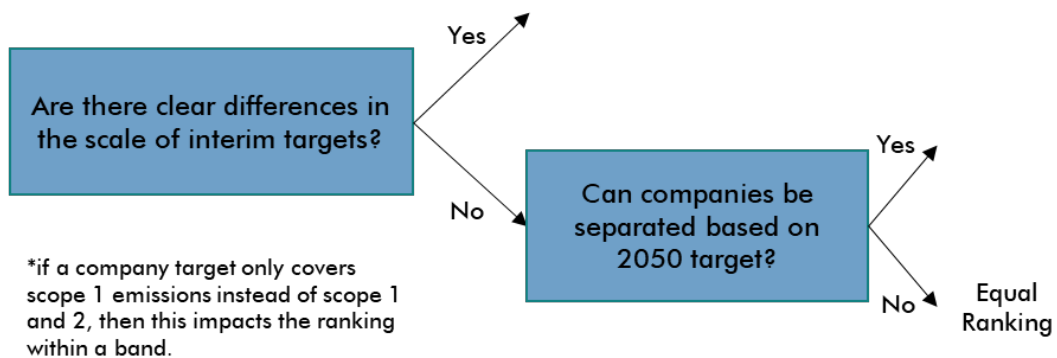 Yes
Are there clear differences in
the scale of interim targets?
No
Can companies be
separated based on
2050 target?
Yes
No
Equal
Ranking
*if a company target only covers
scope 1 emissions instead of scope 1
and 2, then this impacts the ranking
within a band.